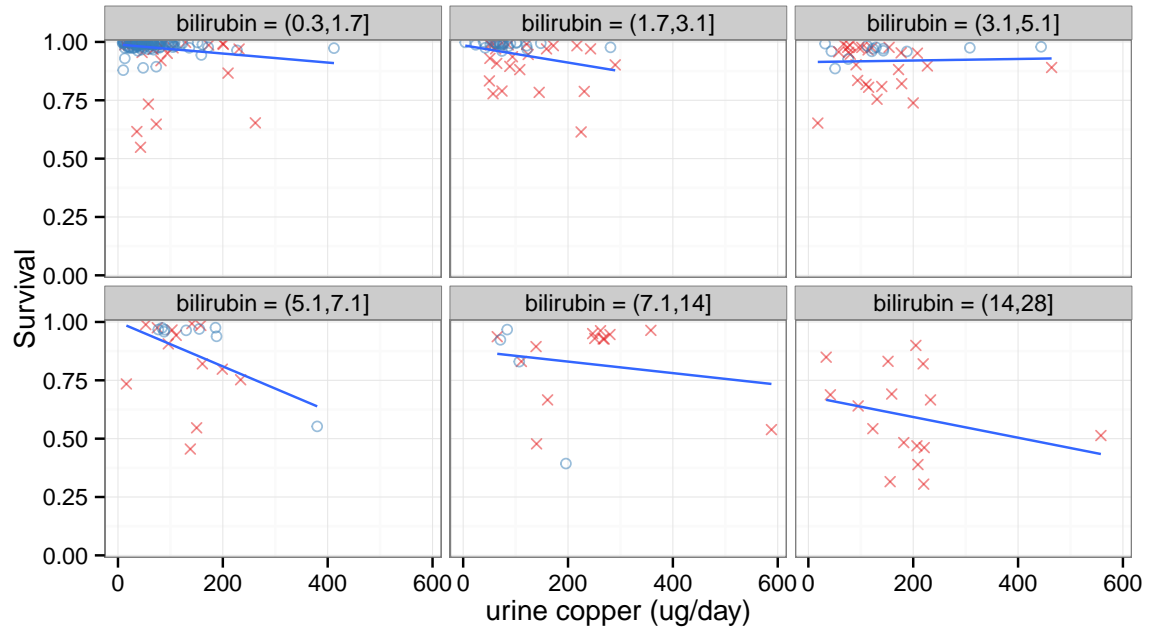 bilirubin = (0.3,1.7]
bilirubin = (1.7,3.1]
bilirubin = (3.1,5.1]
1.00
0.75
0.50
0.25
0.00
bilirubin = (5.1,7.1]
bilirubin = (7.1,14]
bilirubin = (14,28]
1.00
0.75
0.50
0.25
0.00
Survival
0 200 400 600 0 200 400 600 0 200 400 600
urine copper (ug/day)